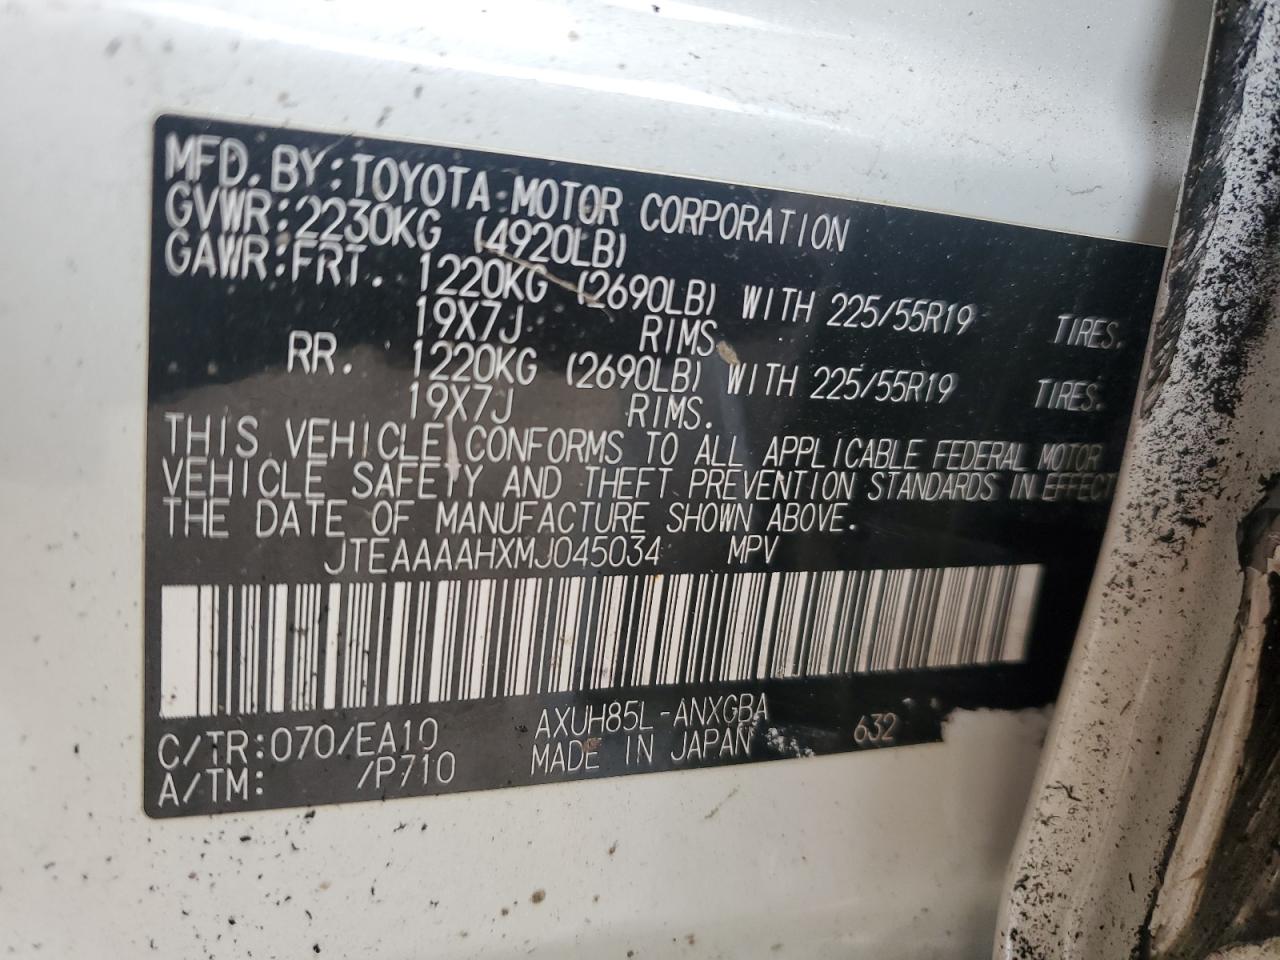 MFD. BY: TOYOTA MOTOR CORPORATION
GVWR: 2230KG (4920LB)
GAWR: FRT. 1220KG (2690LB) WITH 225/55R19 TIRES.
19X7J RIMS
RR. 1220KG (2690LB) WITH 225/55R19 TIRES.
19X7J RIMS.
THIS VEHICLE CONFORMS TO ALL APPLICABLE FEDERAL MOTOR
VEHICLE SAFETY AND THEFT PREVENTION STANDARDS IN EFFECT
THE DATE OF MANUFACTURE SHOWN ABOVE.
JTEAAAAHXMJ045034 MPV
C/TR: 070/EA10 AXUH85L-ANXGBA 632
A/TM: /P710 MADE IN JAPAN